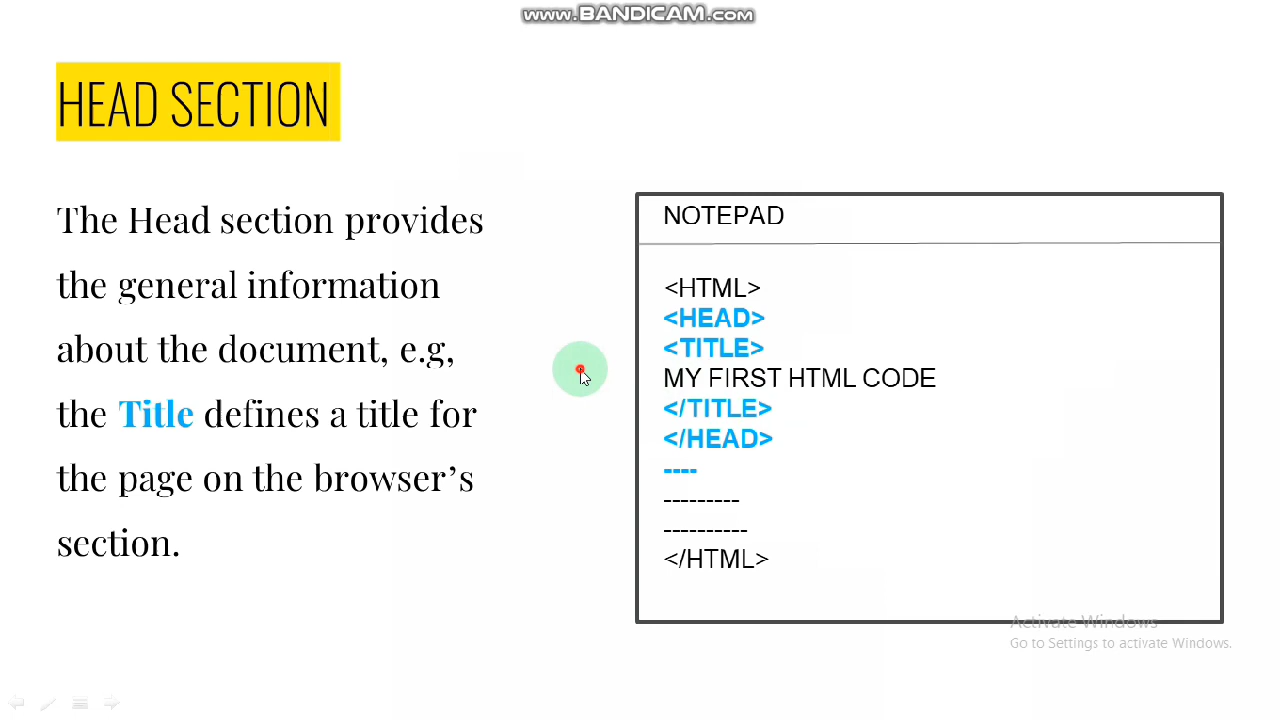 www.BANDICAM.com
HEAD SECTION
The Head section provides
the general information
about the document, e.g,
the Title defines a title for
the page on the browser’s
section.
NOTEPAD
<HTML>
<HEAD>
<TITLE>
MY FIRST HTML CODE
</TITLE>
</HEAD>
----
---------
----------
</HTML>
Activate Windows
Go to Settings to activate Windows.